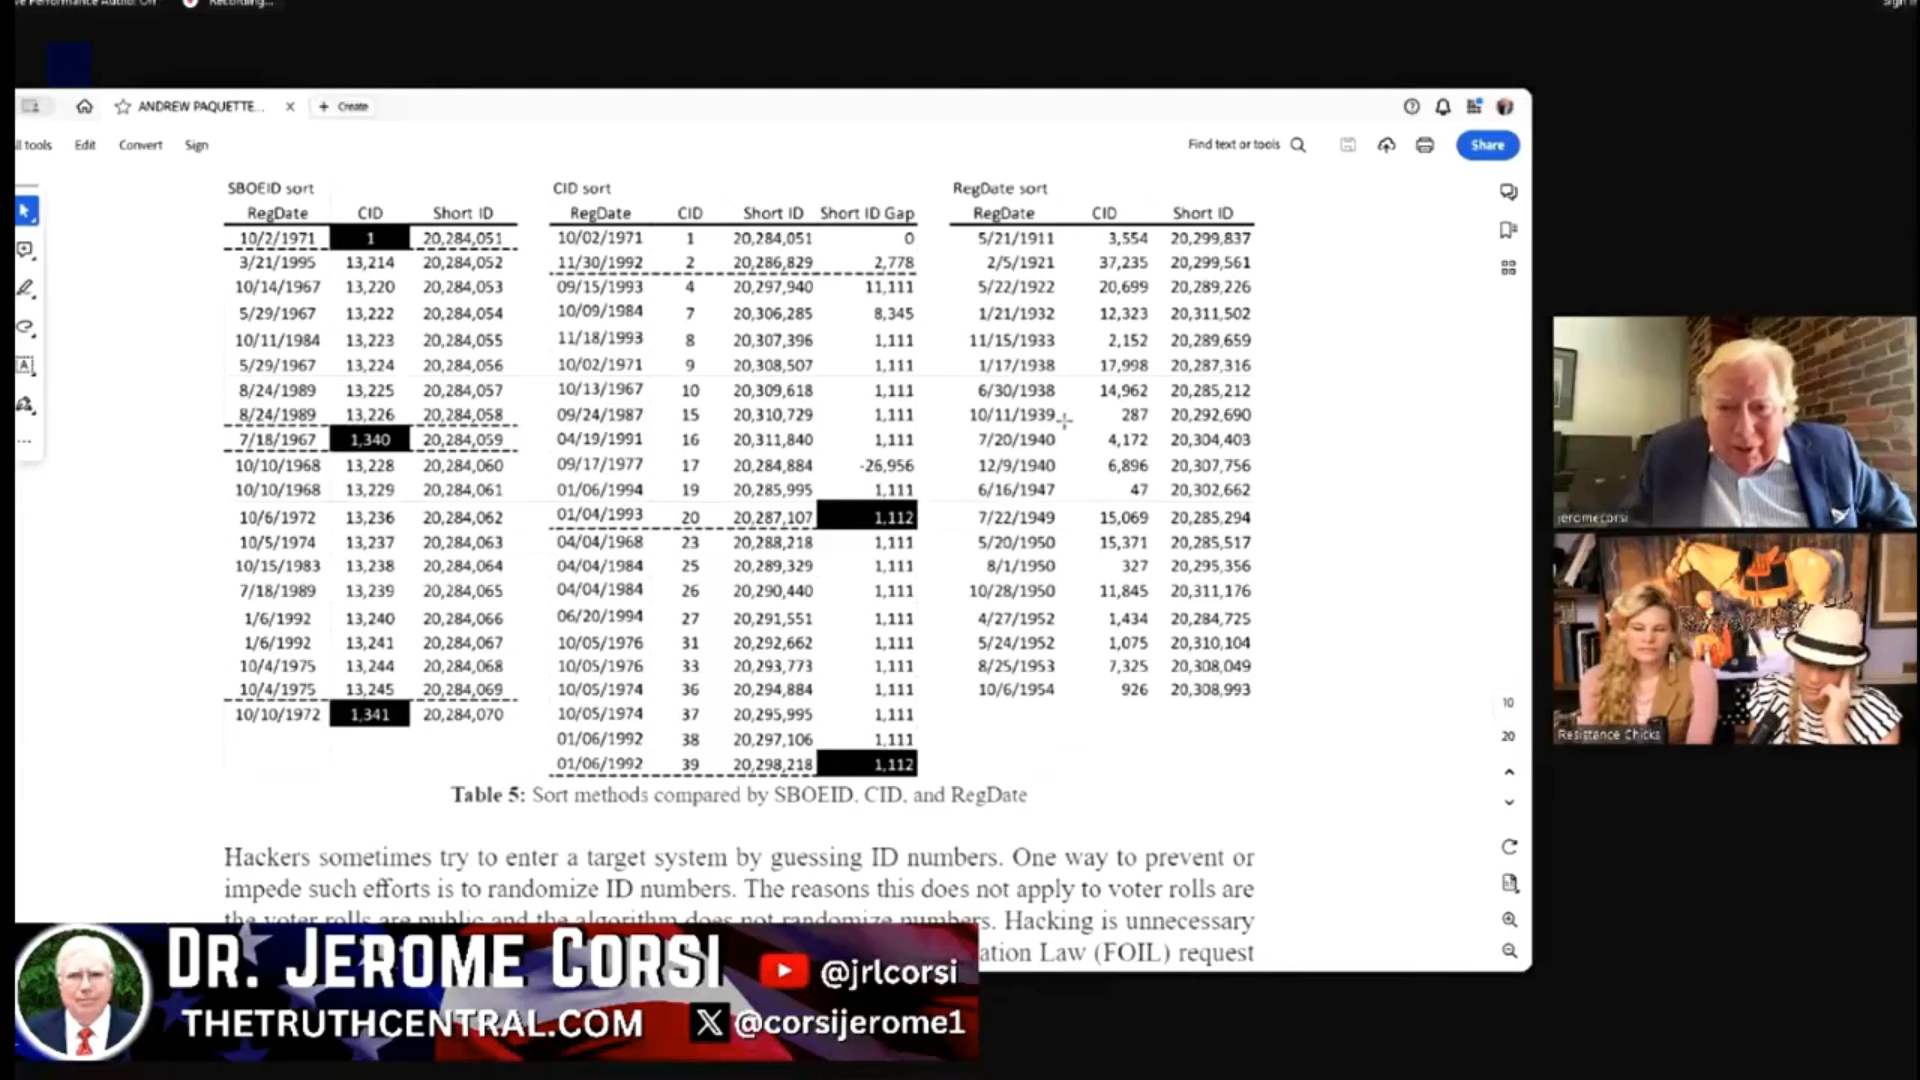 Recording...
Sign in
ANDREW PAQUETTE...
+ Create
ll tools Edit Convert Sign
Find text or tools
Share
SBOEID sort CID sort RegDate sort
RegDate CID Short ID RegDate CID Short ID Short ID Gap RegDate CID Short ID
10/2/1971 1 20,284,051 10/02/1971 1 20,284,051 0 5/21/1911 3,554 20,299,837
3/21/1995 13,214 20,284,052 11/30/1992 2 20,286,829 2,778 2/5/1921 37,235 20,299,561
10/14/1967 13,220 20,284,053 09/15/1993 4 20,297,940 11,111 5/22/1922 20,699 20,289,226
5/29/1967 13,222 20,284,054 10/09/1984 7 20,306,285 8,345 1/21/1932 12,323 20,311,502
10/11/1984 13,223 20,284,055 11/18/1993 8 20,307,396 1,111 11/15/1933 2,152 20,289,659
5/29/1967 13,224 20,284,056 10/02/1971 9 20,308,507 1,111 1/17/1938 17,998 20,287,316
8/24/1989 13,225 20,284,057 10/13/1967 10 20,309,618 1,111 6/30/1938 14,962 20,285,212
8/24/1989 13,226 20,284,058 09/24/1987 15 20,310,729 1,111 10/11/1939 287 20,292,690
7/18/1967 1,340 20,284,059 04/19/1991 16 20,311,840 1,111 7/20/1940 4,172 20,304,403
10/10/1968 13,228 20,284,060 09/17/1977 17 20,284,884 -26,956 12/9/1940 6,896 20,307,756
10/10/1968 13,229 20,284,061 01/06/1994 19 20,285,995 1,111 6/16/1947 47 20,302,662
10/6/1972 13,236 20,284,062 01/04/1993 20 20,287,107 1,112 7/22/1949 15,069 20,285,294
10/5/1974 13,237 20,284,063 04/04/1968 23 20,288,218 1,111 5/20/1950 15,371 20,285,517
10/15/1983 13,238 20,284,064 04/04/1984 25 20,289,329 1,111 8/1/1950 327 20,295,356
7/18/1989 13,239 20,284,065 04/04/1984 26 20,290,440 1,111 10/28/1950 11,845 20,311,176
1/6/1992 13,240 20,284,066 06/20/1994 27 20,291,551 1,111 4/27/1952 1,434 20,284,725
1/6/1992 13,241 20,284,067 10/05/1976 31 20,292,662 1,111 5/24/1952 1,075 20,310,104
10/4/1975 13,244 20,284,068 10/05/1976 33 20,293,773 1,111 8/25/1953 7,325 20,308,049
10/4/1975 13,245 20,284,069 10/05/1974 36 20,294,884 1,111 10/6/1954 926 20,308,993
10/10/1972 1,341 20,284,070 10/05/1974 37 20,295,995 1,111
01/06/1992 38 20,297,106 1,111
01/06/1992 39 20,298,218 1,112
Table 5: Sort methods compared by SBOEID, CID, and RegDate
Hackers sometimes try to enter a target system by guessing ID numbers. One way to prevent or
impede such efforts is to randomize ID numbers. The reasons this does not apply to voter rolls are
the voter rolls are public and the algorithm does not randomize numbers. Hacking is unnecessary
ation Law (FOIL) request
10
20
jeromecorsi
Resistance Chicks
DR. JEROME CORSI
@jrlcorsi
THETRUTHCENTRAL.COM
@corsijerome1